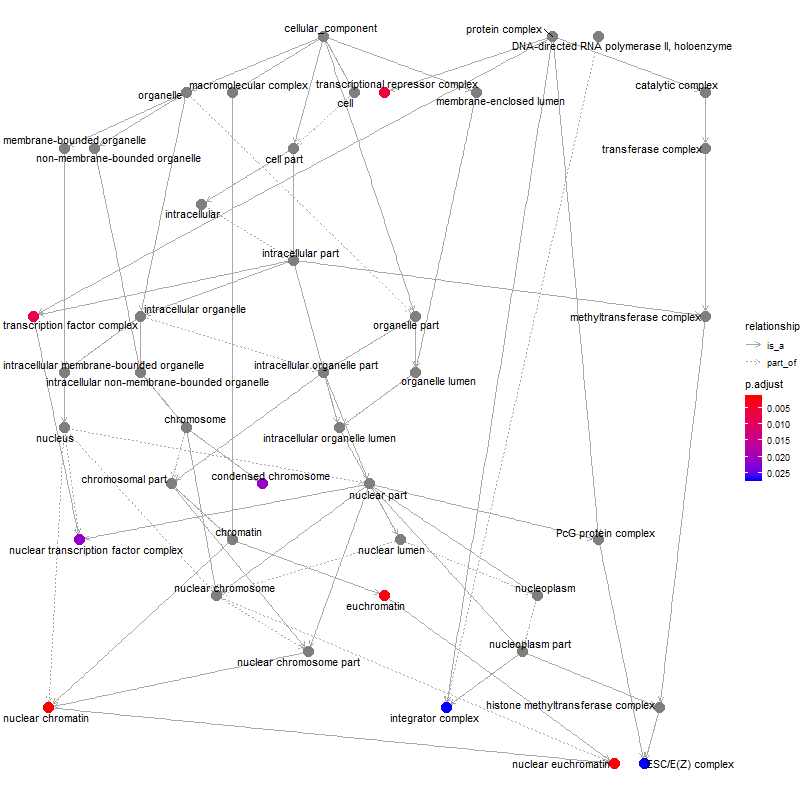 cellular_component
protein complex
DNA-directed RNA polymerase II, holoenzyme
organelle
macromolecular complex
transcriptional repressor complex
cell
membrane-enclosed lumen
catalytic complex
membrane-bounded organelle
non-membrane-bounded organelle
cell part
transferase complex
intracellular
intracellular part
transcription factor complex
intracellular organelle
organelle part
methyltransferase complex
relationship
is_a
part_of
intracellular membrane-bounded organelle
intracellular non-membrane-bounded organelle
intracellular organelle part
organelle lumen
p.adjust
0.005
0.010
0.015
0.020
0.025
nucleus
chromosome
intracellular organelle lumen
chromosomal part
condensed chromosome
nuclear part
nuclear transcription factor complex
chromatin
nuclear lumen
PcG protein complex
nuclear chromosome
euchromatin
nucleoplasm
nuclear chromosome part
nucleoplasm part
nuclear chromatin
integrator complex
histone methyltransferase complex
nuclear euchromatin
ESC/E(Z) complex